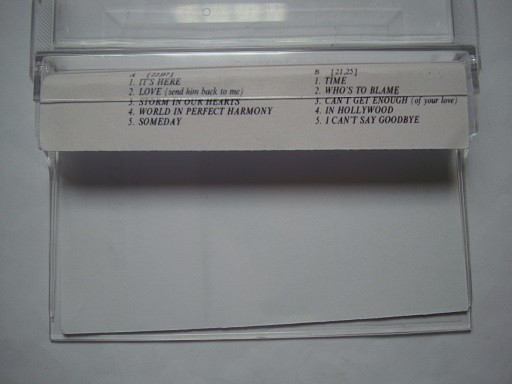 A
1. IT'S HERE
2. LOVE (send him back to me)
3. STORM IN OUR HEARTS
4. WORLD IN PERFECT HARMONY
5. SOMEDAY
B [21,25]
1. TIME
2. WHO'S TO BLAME
3. CAN'T GET ENOUGH (of your love)
4. IN HOLLYWOOD
5. I CAN'T SAY GOODBYE